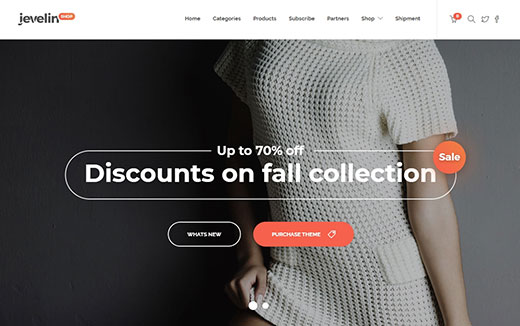 jevelin SHOP
Home Categories Products Subscribe Partners Shop Shipment
0
Up to 70% off
Discounts on fall collection
Sale
WHATS NEW
PURCHASE THEME